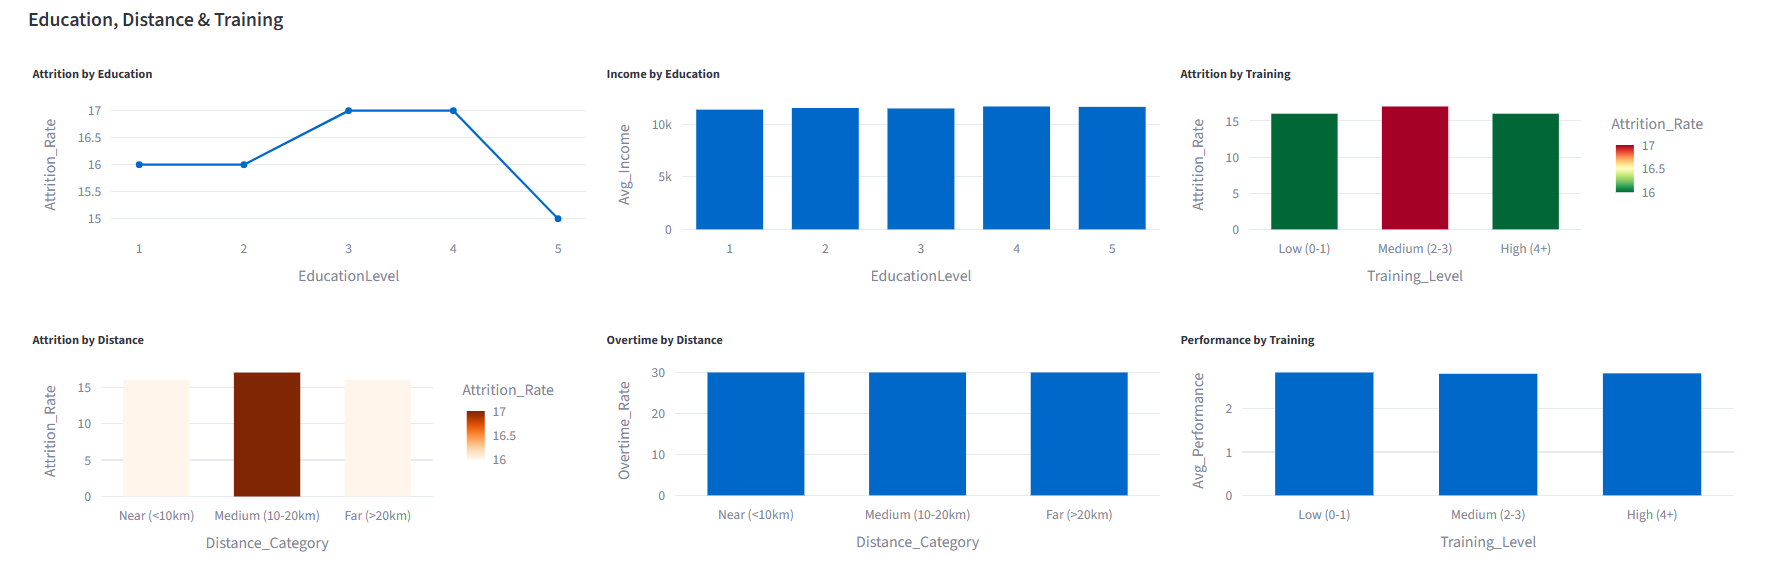 Education, Distance & Training
Attrition by Education
Attrition_Rate
17
16.5
16
15.5
15
1 2 3 4 5
EducationLevel
Income by Education
Avg_Income
10k
5k
0
1 2 3 4 5
EducationLevel
Attrition by Training
Attrition_Rate
15
10
5
0
Low (0-1) Medium (2-3) High (4+)
Training_Level
Attrition_Rate
17
16.5
16
Attrition by Distance
Attrition_Rate
15
10
5
0
Near (<10km) Medium (10-20km) Far (>20km)
Distance_Category
Attrition_Rate
17
16.5
16
Overtime by Distance
Overtime_Rate
30
20
10
0
Near (<10km) Medium (10-20km) Far (>20km)
Distance_Category
Performance by Training
Avg_Performance
2
1
0
Low (0-1) Medium (2-3) High (4+)
Training_Level